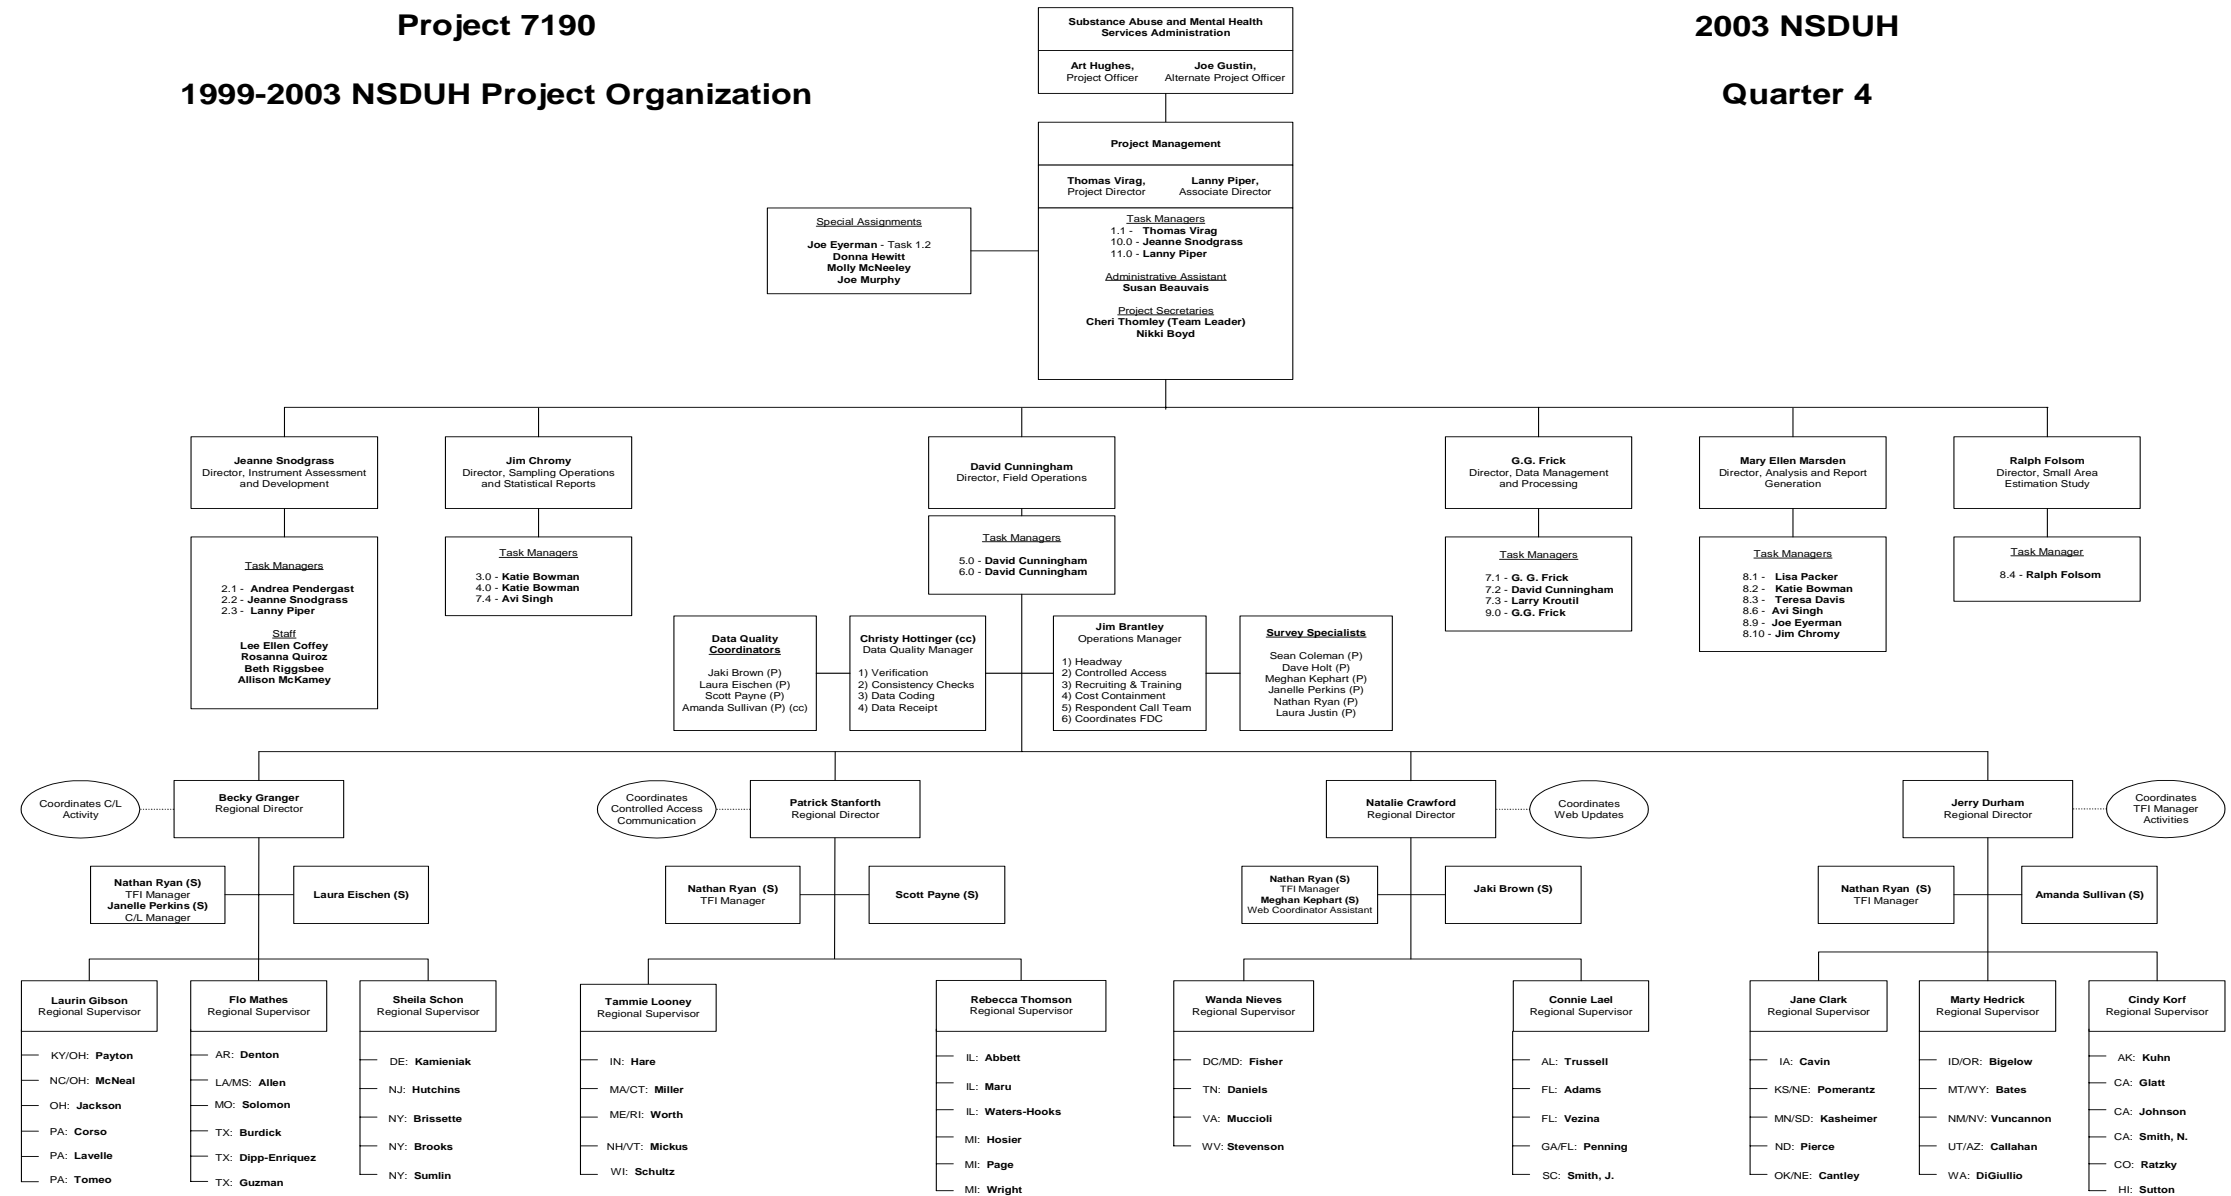 Project 7190
1999-2003 NSDUH Project Organization
2003 NSDUH
Quarter 4
Substance Abuse and Mental Health
Services Administration
Art Hughes,
Project Officer
Joe Gustin,
Alternate Project Officer
Project Management
Thomas Virag,
Project Director
Lanny Piper,
Associate Director
Task Managers
1.1 - Thomas Virag
10.0 - Jeanne Snodgrass
11.0 - Lanny Piper
Administrative Assistant
Susan Beauvais
Project Secretaries
Cheri Thomley (Team Leader)
Nikki Boyd
Special Assignments
Joe Eyerman - Task 1.2
Donna Hewitt
Molly McNeeley
Joe Murphy
Jeanne Snodgrass
Director, Instrument Assessment
and Development
Task Managers
2.1 - Andrea Pendergast
2.2 - Jeanne Snodgrass
2.3 - Lanny Piper
Staff
Lee Ellen Coffey
Rosanna Quiroz
Beth Riggsbee
Allison McKamey
Jim Chromy
Director, Sampling Operations
and Statistical Reports
Task Managers
3.0 - Katie Bowman
4.0 - Katie Bowman
7.4 - Avi Singh
David Cunningham
Director, Field Operations
Task Managers
5.0 - David Cunningham
6.0 - David Cunningham
G.G. Frick
Director, Data Management
and Processing
Task Managers
7.1 - G. G. Frick
7.2 - David Cunningham
7.3 - Larry Kroutil
9.0 - G.G. Frick
Mary Ellen Marsden
Director, Analysis and Report
Generation
Task Managers
8.1 - Lisa Packer
8.2 - Katie Bowman
8.3 - Teresa Davis
8.6 - Avi Singh
8.9 - Joe Eyerman
8.10 - Jim Chromy
Ralph Folsom
Director, Small Area
Estimation Study
Task Manager
8.4 - Ralph Folsom
Data Quality
Coordinators
Jaki Brown (P)
Laura Eischen (P)
Scott Payne (P)
Amanda Sullivan (P) (cc)
Christy Hottinger (cc)
Data Quality Manager
1) Verification
2) Consistency Checks
3) Data Coding
4) Data Receipt
Jim Brantley
Operations Manager
1) Headway
2) Controlled Access
3) Recruiting & Training
4) Cost Containment
5) Respondent Call Team
6) Coordinates FDC
Survey Specialists
Sean Coleman (P)
Dave Holt (P)
Meghan Kephart (P)
Janelle Perkins (P)
Nathan Ryan (P)
Laura Justin (P)
Coordinates C/L
Activity
Becky Granger
Regional Director
Nathan Ryan (S)
TFI Manager
Janelle Perkins (S)
C/L Manager
Laura Eischen (S)
Coordinates
Controlled Access
Communication
Patrick Stanforth
Regional Director
Nathan Ryan (S)
TFI Manager
Scott Payne (S)
Natalie Crawford
Regional Director
Coordinates
Web Updates
Nathan Ryan (S)
TFI Manager
Meghan Kephart (S)
Web Coordinator Assistant
Jaki Brown (S)
Jerry Durham
Regional Director
Coordinates
TFI Manager
Activities
Nathan Ryan (S)
TFI Manager
Amanda Sullivan (S)
Laurin Gibson
Regional Supervisor
KY/OH: Payton
NC/OH: McNeal
OH: Jackson
PA: Corso
PA: Lavelle
PA: Tomeo
Flo Mathes
Regional Supervisor
AR: Denton
LA/MS: Allen
MO: Solomon
TX: Burdick
TX: Dipp-Enriquez
TX: Guzman
Sheila Schon
Regional Supervisor
DE: Kamieniak
NJ: Hutchins
NY: Brissette
NY: Brooks
NY: Sumlin
Tammie Looney
Regional Supervisor
IN: Hare
MA/CT: Miller
ME/RI: Worth
NH/VT: Mickus
WI: Schultz
Rebecca Thomson
Regional Supervisor
IL: Abbett
IL: Maru
IL: Waters-Hooks
MI: Hosier
MI: Page
MI: Wright
Wanda Nieves
Regional Supervisor
DC/MD: Fisher
TN: Daniels
VA: Muccioli
WV: Stevenson
Connie Lael
Regional Supervisor
AL: Trussell
FL: Adams
FL: Vezina
GA/FL: Penning
SC: Smith, J.
Jane Clark
Regional Supervisor
IA: Cavin
KS/NE: Pomerantz
MN/SD: Kasheimer
ND: Pierce
OK/NE: Cantley
Marty Hedrick
Regional Supervisor
ID/OR: Bigelow
MT/WY: Bates
NM/NV: Vuncannon
UT/AZ: Callahan
WA: DiGiullio
Cindy Korf
Regional Supervisor
AK: Kuhn
CA: Glatt
CA: Johnson
CA: Smith, N.
CO: Ratzky
HI: Sutton